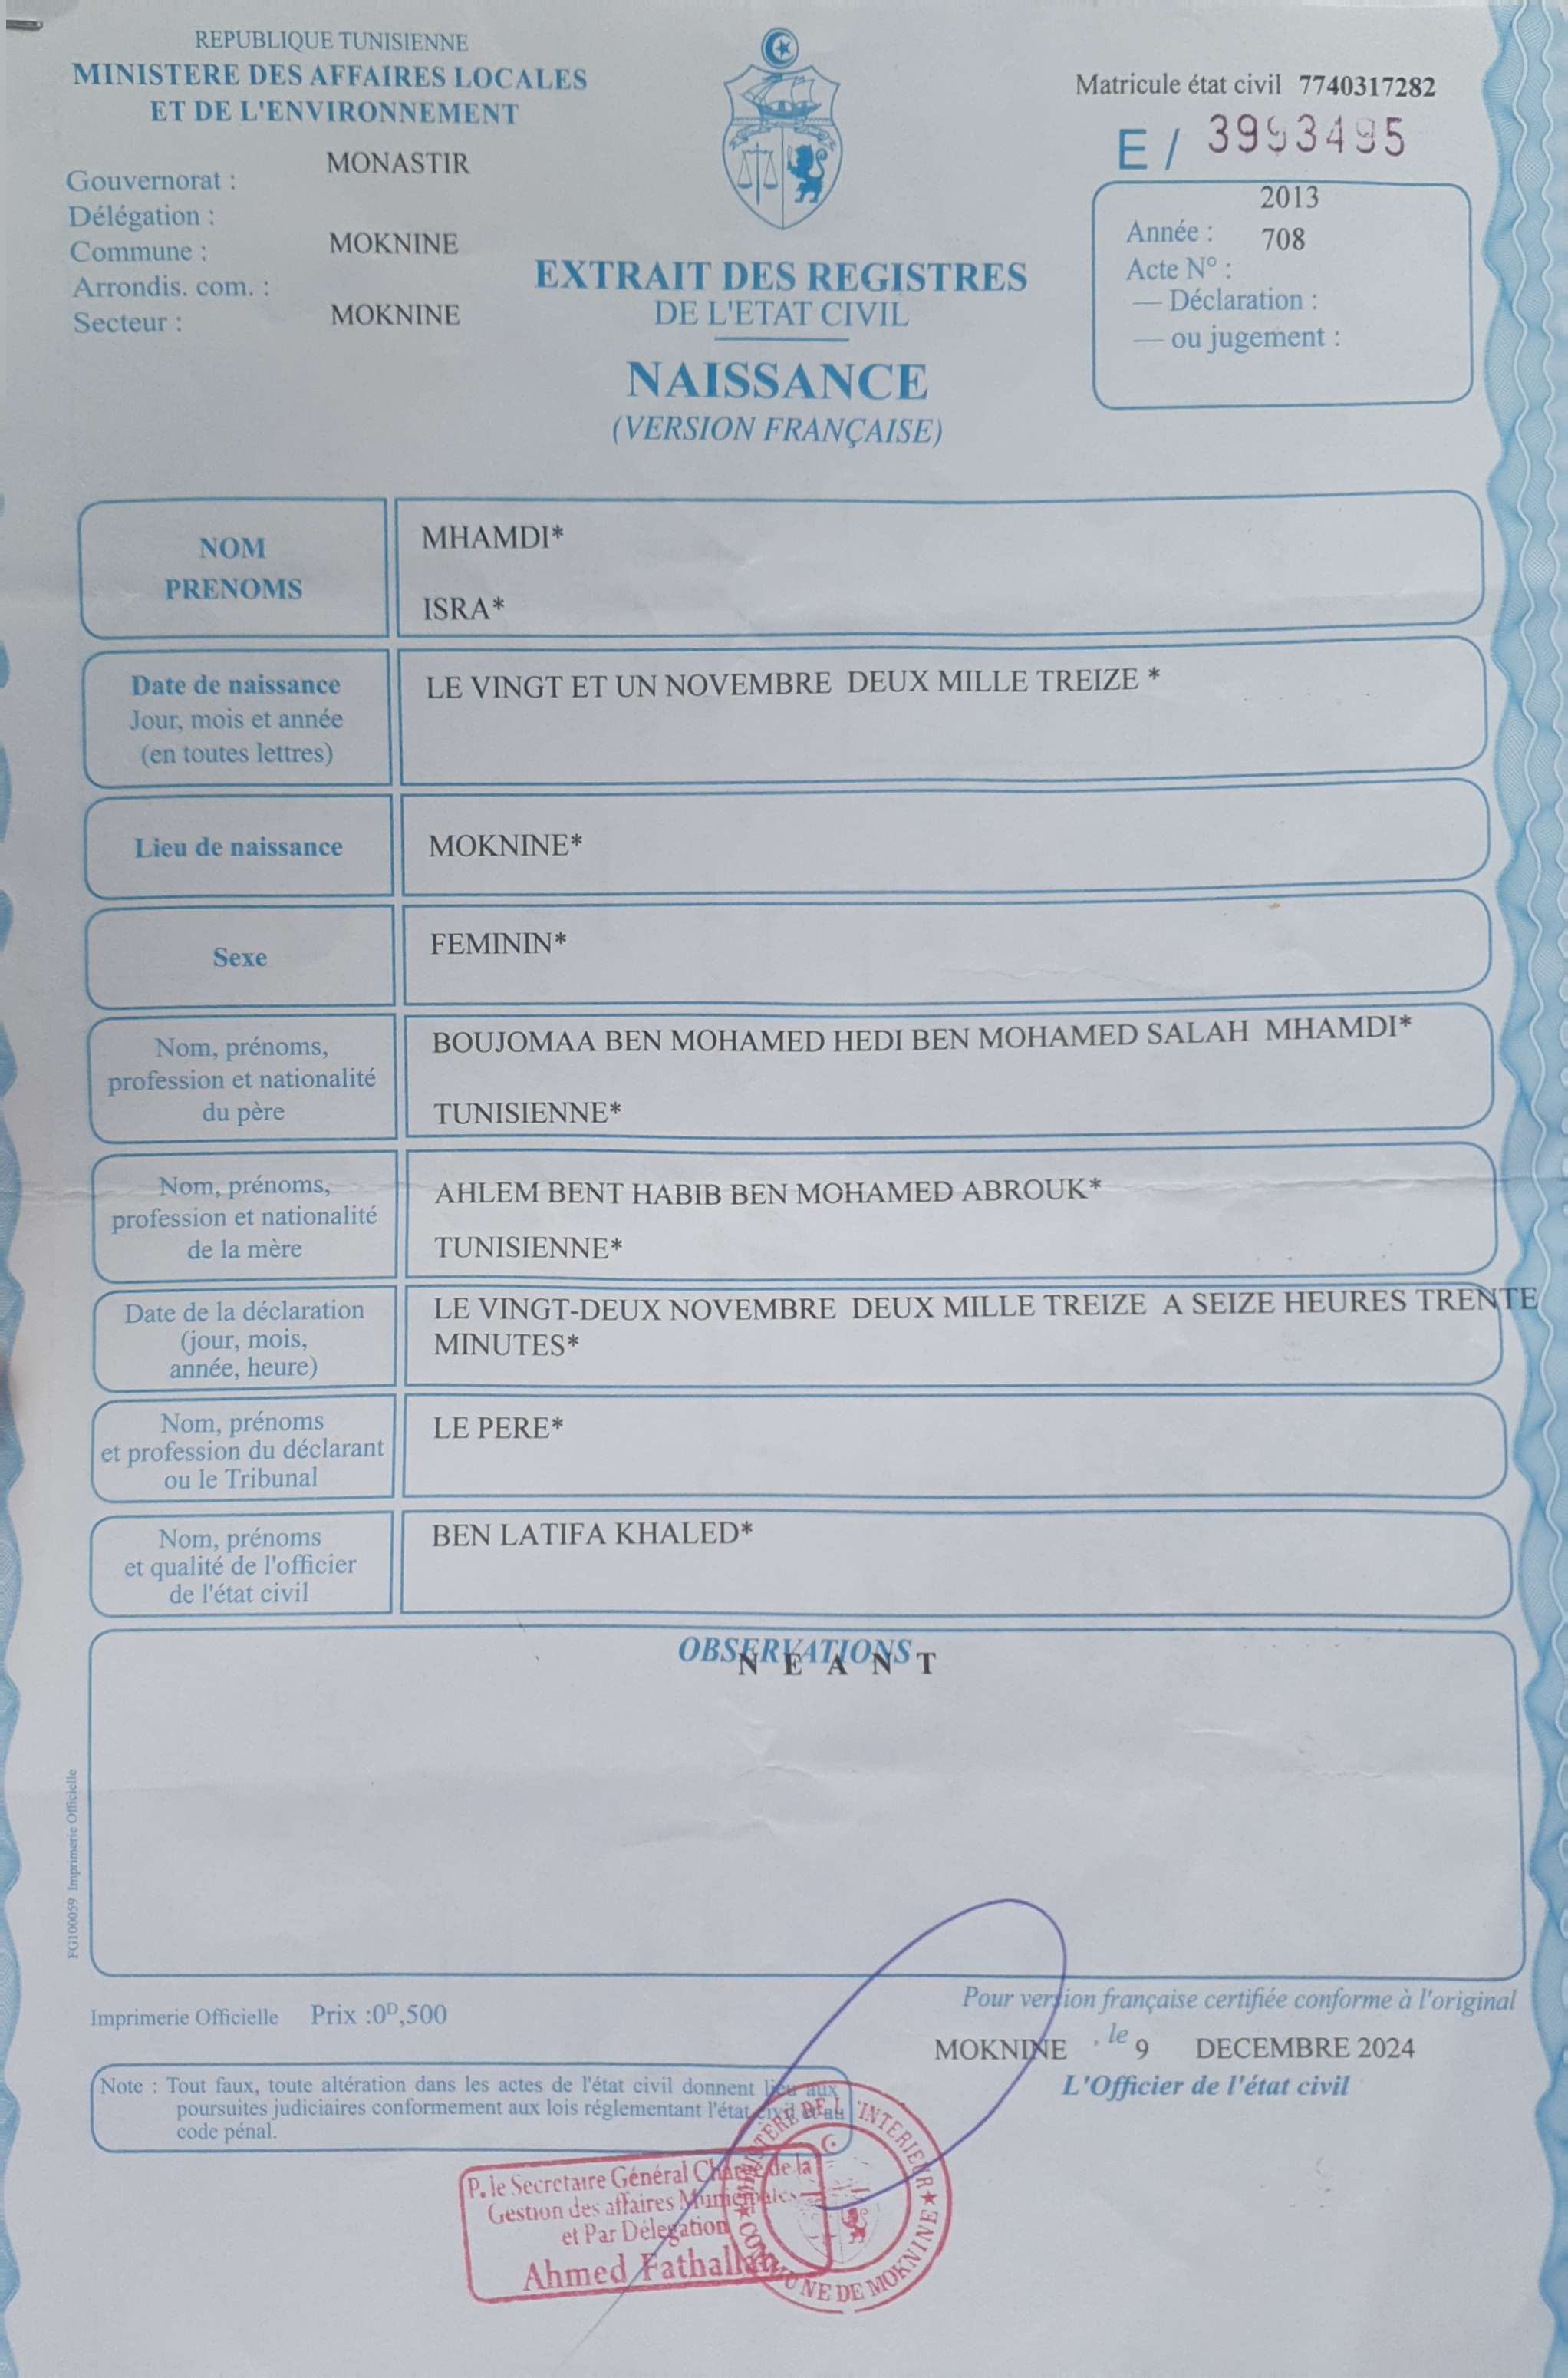 REPUBLIQUE TUNISIENNE
MINISTERE DES AFFAIRES LOCALES
ET DE L'ENVIRONNEMENT
Gouvernorat : MONASTIR
Délégation :
Commune : MOKNINE
Arrondis. com. :
Secteur : MOKNINE
Matricule état civil 7740317282
E / 3993495
2013
Année :
708
Acte N° :
— Déclaration :
— ou jugement :
EXTRAIT DES REGISTRES
DE L'ETAT CIVIL
NAISSANCE
(VERSION FRANÇAISE)
NOM
PRENOMS
MHAMDI*
ISRA*
Date de naissance
Jour, mois et année
(en toutes lettres)
LE VINGT ET UN NOVEMBRE DEUX MILLE TREIZE *
Lieu de naissance
MOKNINE*
Sexe
FEMININ*
Nom, prénoms,
profession et nationalité
du père
BOUJOMAA BEN MOHAMED HEDI BEN MOHAMED SALAH MHAMDI*
TUNISIENNE*
Nom, prénoms,
profession et nationalité
de la mère
AHLEM BENT HABIB BEN MOHAMED ABROUK*
TUNISIENNE*
Date de la déclaration
(jour, mois,
année, heure)
LE VINGT-DEUX NOVEMBRE DEUX MILLE TREIZE A SEIZE HEURES TRENTE
MINUTES*
Nom, prénoms
et profession du déclarant
ou le Tribunal
LE PERE*
Nom, prénoms
et qualité de l'officier
de l'état civil
BEN LATIFA KHALED*
OBSERVATIONS
N E A N T
FG100059 Imprimerie Officielle
Imprimerie Officielle Prix :0D,500
Pour version française certifiée conforme à l'original
MOKNINE , le 9 DECEMBRE 2024
L'Officier de l'état civil
Note : Tout faux, toute altération dans les actes de l'état civil donnent lieu aux
poursuites judiciaires conformement aux lois réglementant l'état civil et au
code pénal.
P. le Secretaire Général Chargé de la
Gestion des affaires Municipales
et Par Délegation
Ahmed Fathallah
MINISTERE DE L'INTERIEUR
COMMUNE DE MOKNINE